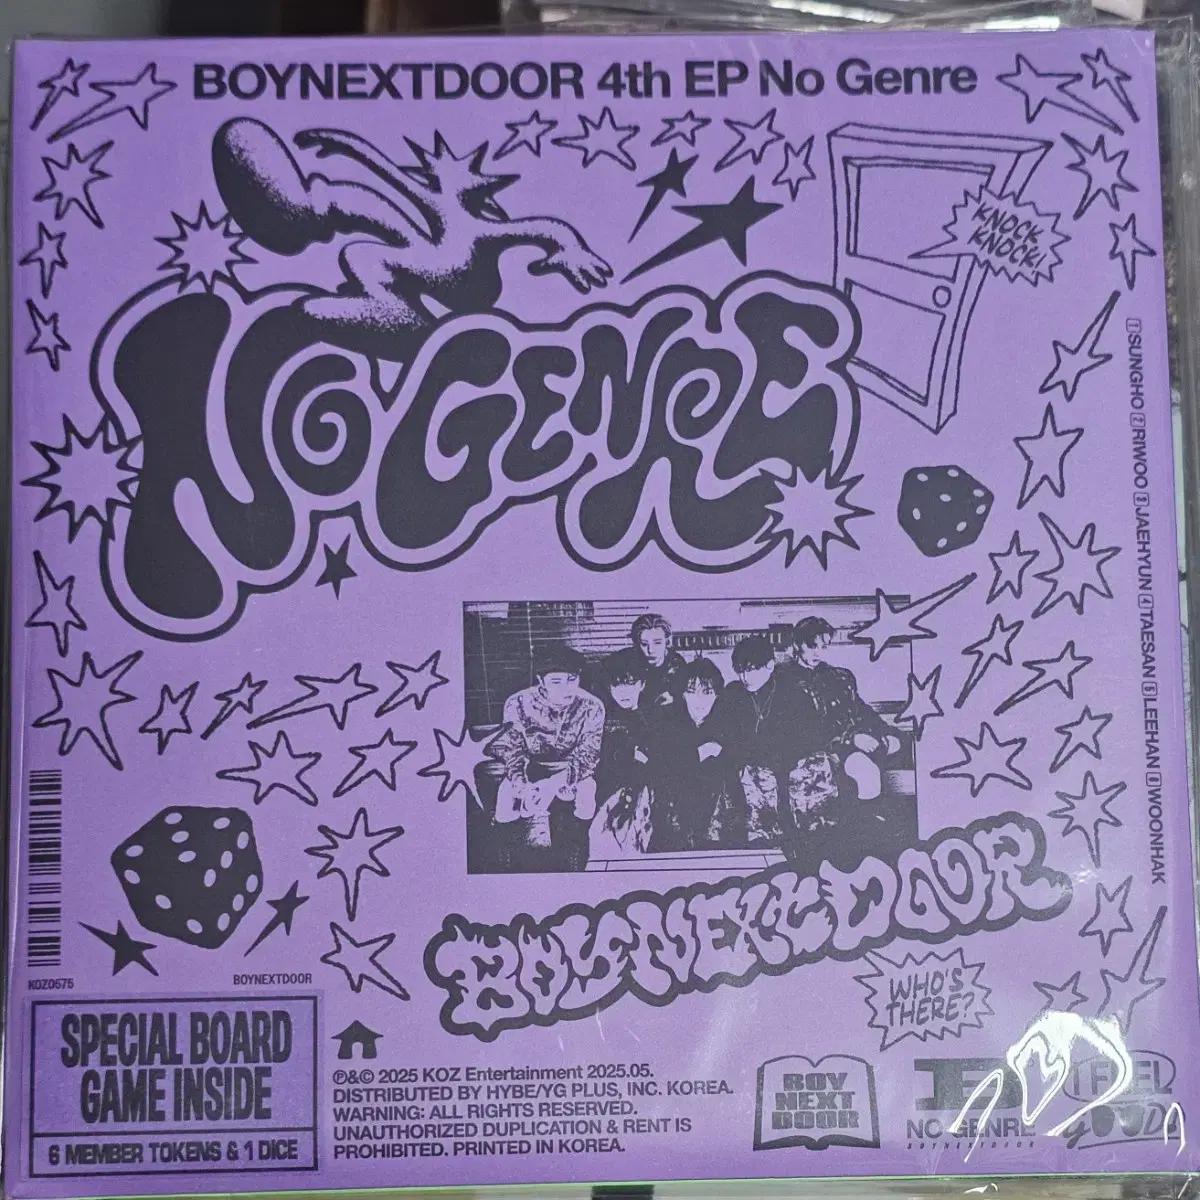 BOYNEXTDOOR 4th EP No Genre
KNOCK
KNOCK!
NO GENRE
1 SUNGHO 2 RIWOO 3 JAEHYUN 4 TAESAN 5 LEEHAN 6 WOONHAK
BOYNEXTDOOR
WHO'S
THERE?
KOZ0575
BOYNEXTDOOR
SPECIAL BOARD
GAME INSIDE
6 MEMBER TOKENS & 1 DICE
℗&© 2025 KOZ Entertainment 2025.05.
DISTRIBUTED BY HYBE/YG PLUS, INC. KOREA.
WARNING: ALL RIGHTS RESERVED.
UNAUTHORIZED DUPLICATION & RENT IS
PROHIBITED. PRINTED IN KOREA.
BOY
NEXT
DOOR
NO GENRE
BOYNEXTDOOR
I FEEL